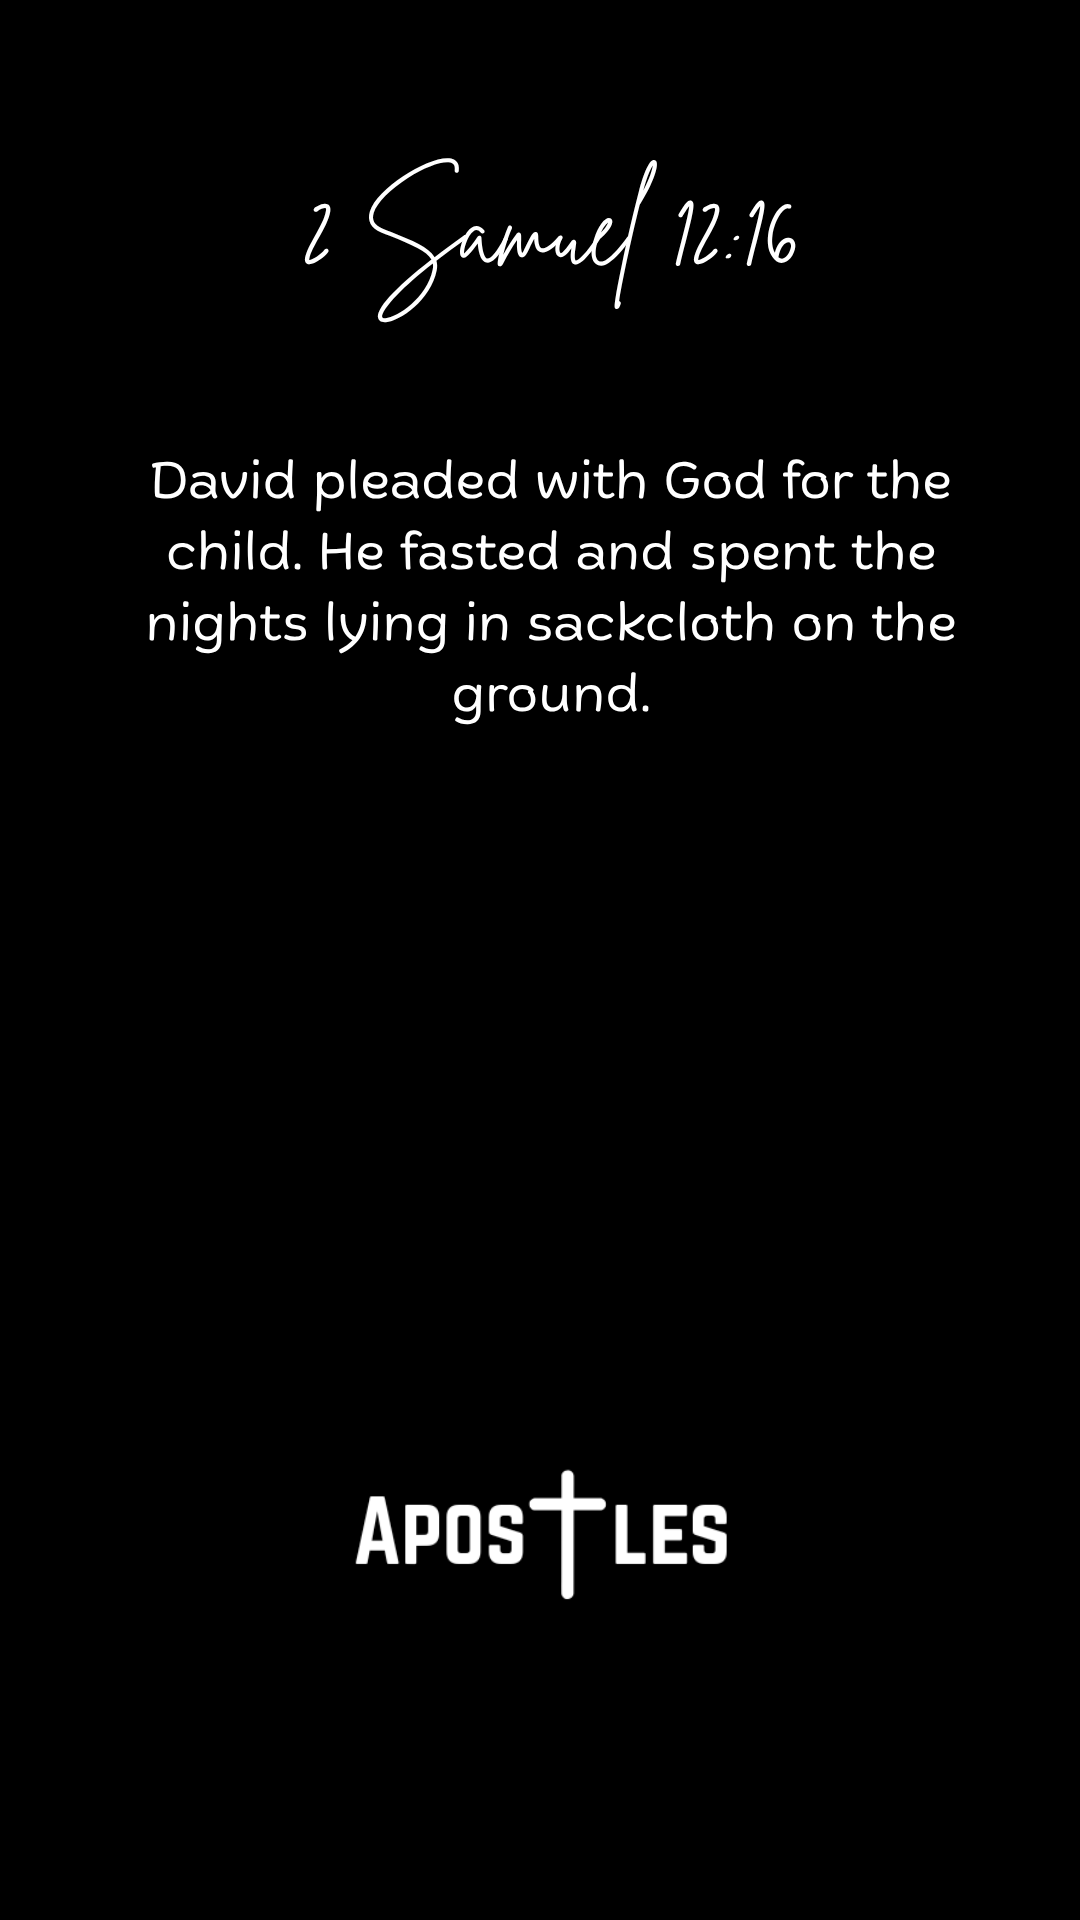 2 Samuel 12:16
David pleaded with God for the
child. He fasted and spent the
nights lying in sackcloth on the
ground.
APOSTLES